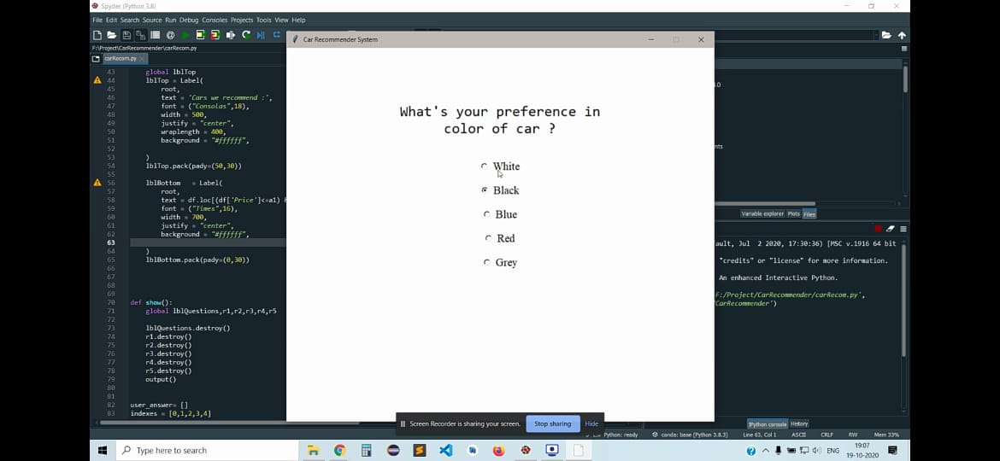 Spyder (Python 3.8)
File Edit Search Source Run Debug Consoles Projects Tools View Help
F:\Project\CarRecommender\carRecom.py
carRecom.py
43 global lblTop
44 lblTop = Label(
45 root,
46 text = 'Cars we recommend :',
47 font = ("Consolas",18),
48 width = 500,
49 justify = "center",
50 wraplength = 400,
51 background = "#ffffff",
52
53 )
54 lblTop.pack(pady=(50,30))
55
56 lblBottom = Label(
57 root,
58 text = df.loc[(df['Price']<=a1) &
59 font = ("Times",16),
60 width = 700,
61 justify = "center",
62 background = "#ffffff",
63
64 )
65 lblBottom.pack(pady=(0,30))
66
67
68
69
70 def show():
71 global lblQuestions,r1,r2,r3,r4,r5
72
73 lblQuestions.destroy()
74 r1.destroy()
75 r2.destroy()
76 r3.destroy()
77 r4.destroy()
78 r5.destroy()
79 output()
80
81
82 user_answer= []
83 indexes = [0,1,2,3,4]
Car Recommender System
What's your preference in
color of car ?
White
Black
Blue
Red
Grey
.0
nts
Variable explorer Plots Files
ault, Jul 2 2020, 17:30:36) [MSC v.1916 64 bit
"credits" or "license" for more information.
An enhanced Interactive Python.
F:/Project/CarRecommender/carRecom.py',
CarRecommender')
IPython console History
Screen Recorder is sharing your screen. Stop sharing Hide
Python: ready conda: base (Python 3.8.3) Line 63, Col 1 ASCII CRLF RW Mem 33%
Type here to search
ENG
19:07
19-10-2020